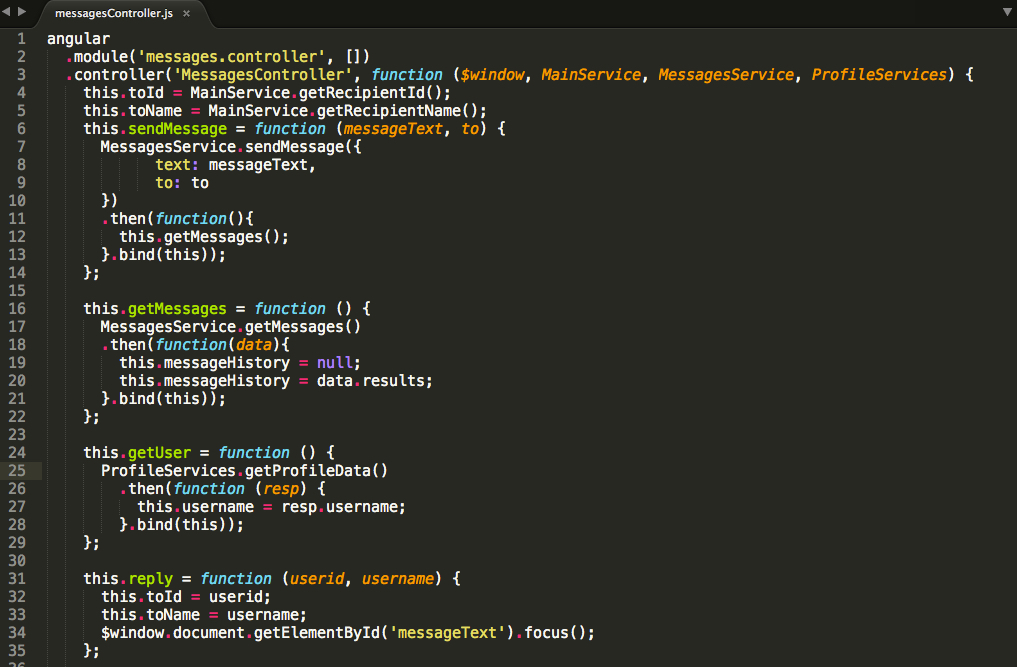 messagesController.js ×
1 angular
2   .module('messages.controller', [])
3   .controller('MessagesController', function ($window, MainService, MessagesService, ProfileServices) {
4     this.toId = MainService.getRecipientId();
5     this.toName = MainService.getRecipientName();
6     this.sendMessage = function (messageText, to) {
7       MessagesService.sendMessage({
8             text: messageText,
9             to: to
10       })
11       .then(function(){
12         this.getMessages();
13       }.bind(this));
14     };
15
16     this.getMessages = function () {
17       MessagesService.getMessages()
18       .then(function(data){
19         this.messageHistory = null;
20         this.messageHistory = data.results;
21       }.bind(this));
22     };
23
24     this.getUser = function () {
25       ProfileServices.getProfileData()
26         .then(function (resp) {
27           this.username = resp.username;
28         }.bind(this));
29     };
30
31     this.reply = function (userid, username) {
32       this.toId = userid;
33       this.toName = username;
34       $window.document.getElementById('messageText').focus();
35     };